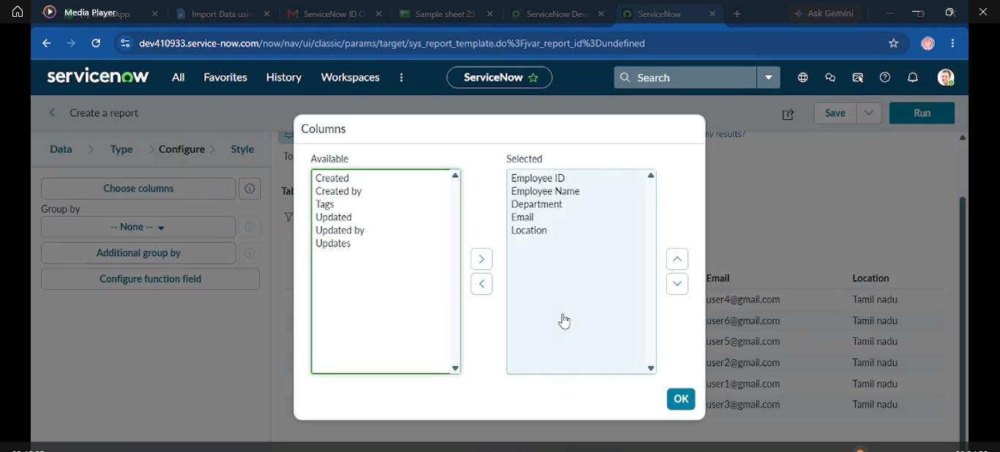 Media Player
App
Import Data usin
ServiceNow ID O
Sample sheet 23
ServiceNow Deve
ServiceNow
Ask Gemini
dev410933.service-now.com/now/nav/ui/classic/params/target/sys_report_template.do%3Fjvar_report_id%3Dundefined
servicenow All Favorites History Workspaces ServiceNow Search
Create a report Save Run
Data Type Configure Style
Columns
my results?
To
Available Selected
Choose columns
Tab
Group by
-- None --
Additional group by
Configure function field
Created
Created by
Tags
Updated
Updated by
Updates
Employee ID
Employee Name
Department
Email
Location
OK
Email Location
user4@gmail.com Tamil nadu
user6@gmail.com Tamil nadu
user5@gmail.com Tamil nadu
user2@gmail.com Tamil nadu
user1@gmail.com Tamil nadu
user3@gmail.com Tamil nadu